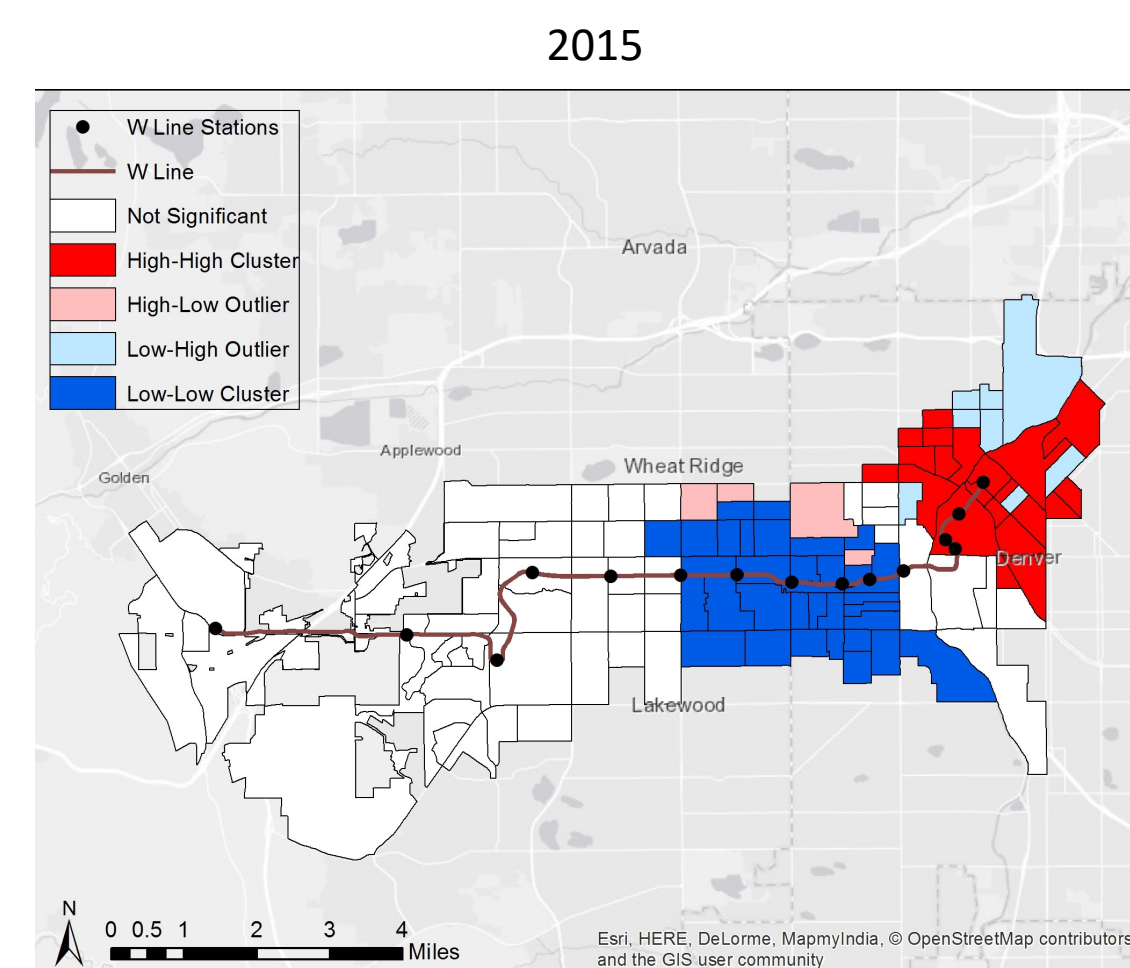 2015
W Line Stations
W Line
Not Significant
High-High Cluster
High-Low Outlier
Low-High Outlier
Low-Low Cluster
Arvada
Applewood
Wheat Ridge
Golden
Denver
Lakewood
N
0 0.5 1 2 3 4
Miles
Esri, HERE, DeLorme, MapmyIndia, © OpenStreetMap contributors
and the GIS user community